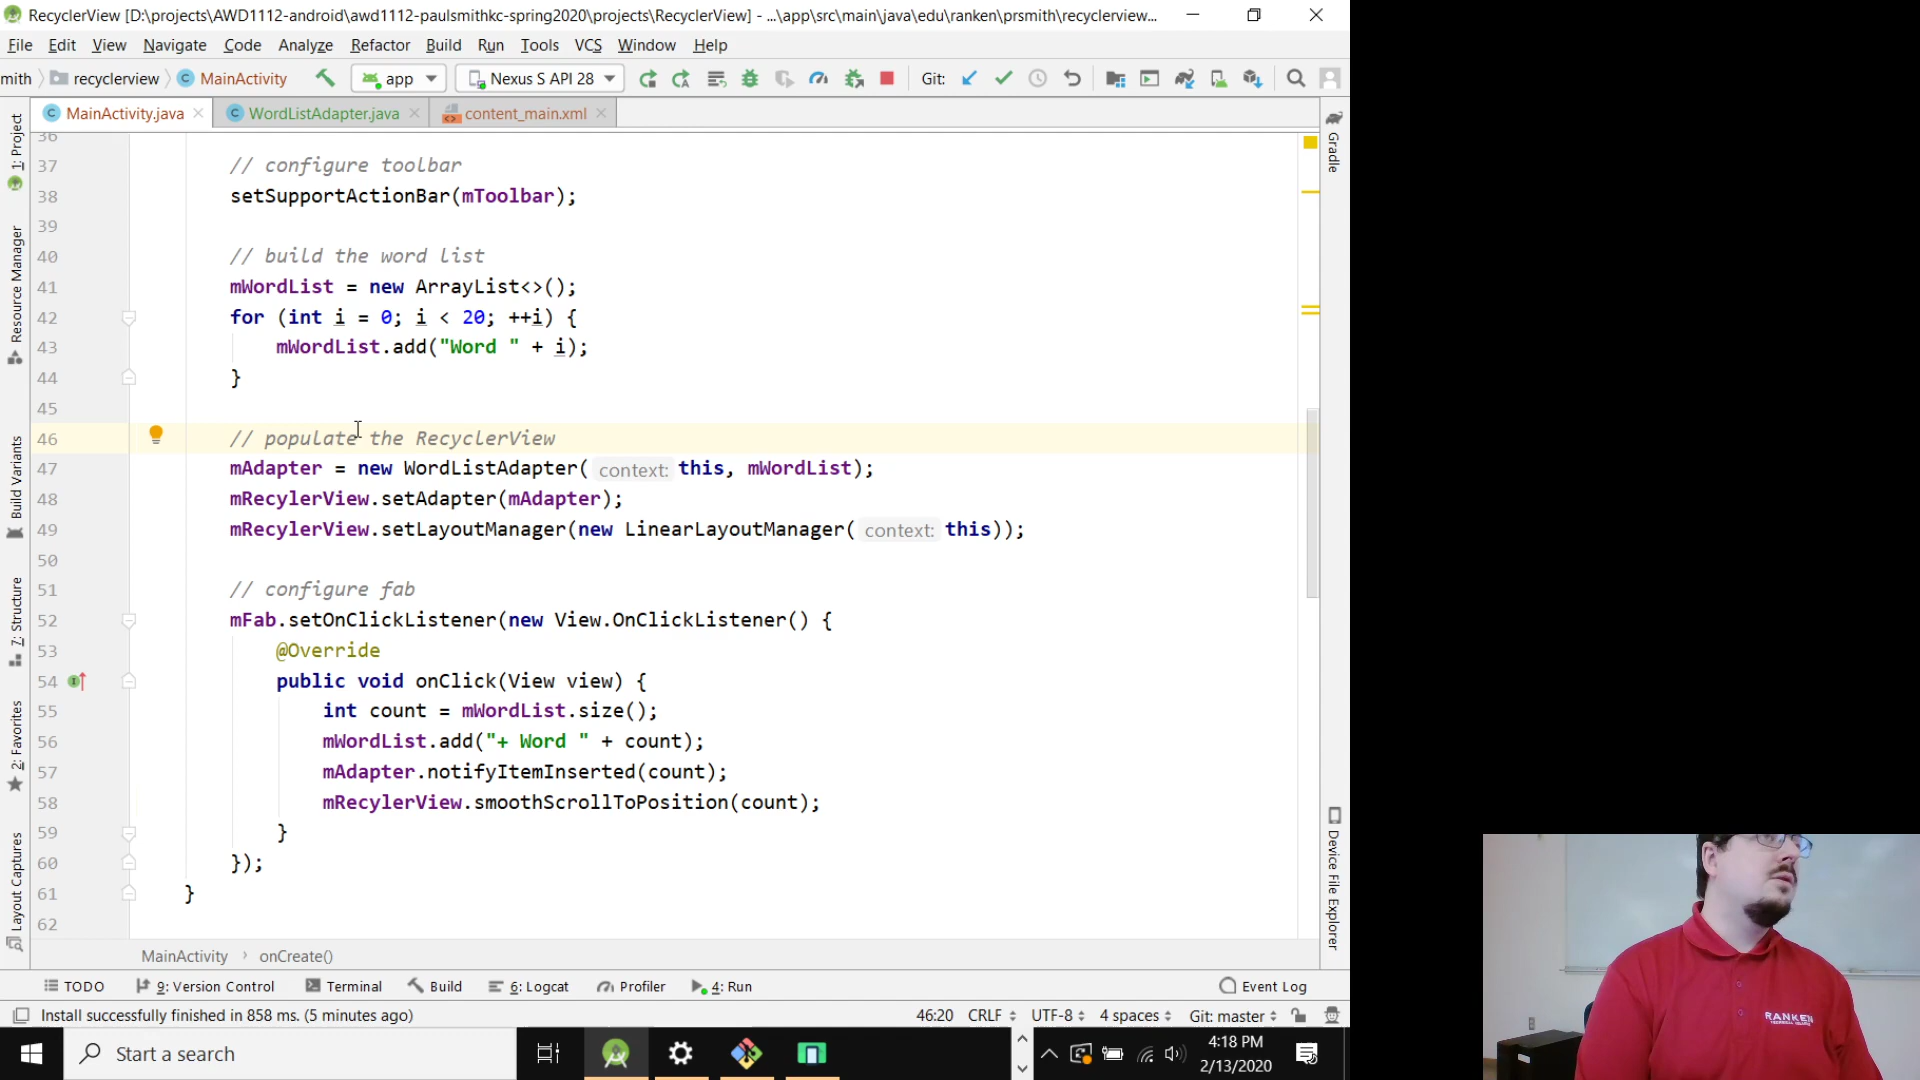 RecyclerView [D:\projects\AWD1112-android\awd1112-paulsmithkc-spring2020\projects\RecyclerView] - ...\app\src\main\java\edu\ranken\prsmith\recyclerview...
File Edit View Navigate Code Analyze Refactor Build Run Tools VCS Window Help
mith recyclerview MainActivity app Nexus S API 28 Git:
MainActivity.java WordListAdapter.java content_main.xml
36
37 // configure toolbar
38 setSupportActionBar(mToolbar);
39
40 // build the word list
41 mWordList = new ArrayList<>();
42 for (int i = 0; i < 20; ++i) {
43 mWordList.add("Word " + i);
44 }
45
46 // populate the RecyclerView
47 mAdapter = new WordListAdapter( context: this, mWordList);
48 mRecylerView.setAdapter(mAdapter);
49 mRecylerView.setLayoutManager(new LinearLayoutManager( context: this));
50
51 // configure fab
52 mFab.setOnClickListener(new View.OnClickListener() {
53 @Override
54 public void onClick(View view) {
55 int count = mWordList.size();
56 mWordList.add("+ Word " + count);
57 mAdapter.notifyItemInserted(count);
58 mRecylerView.smoothScrollToPosition(count);
59 }
60 });
61 }
62
1: Project
Resource Manager
Build Variants
7: Structure
2: Favorites
Layout Captures
Gradle
Device File Explorer
MainActivity › onCreate()
TODO 9: Version Control Terminal Build 6: Logcat Profiler 4: Run Event Log
Install successfully finished in 858 ms. (5 minutes ago) 46:20 CRLF UTF-8 4 spaces Git: master
Start a search
4:18 PM
2/13/2020
RANKEN